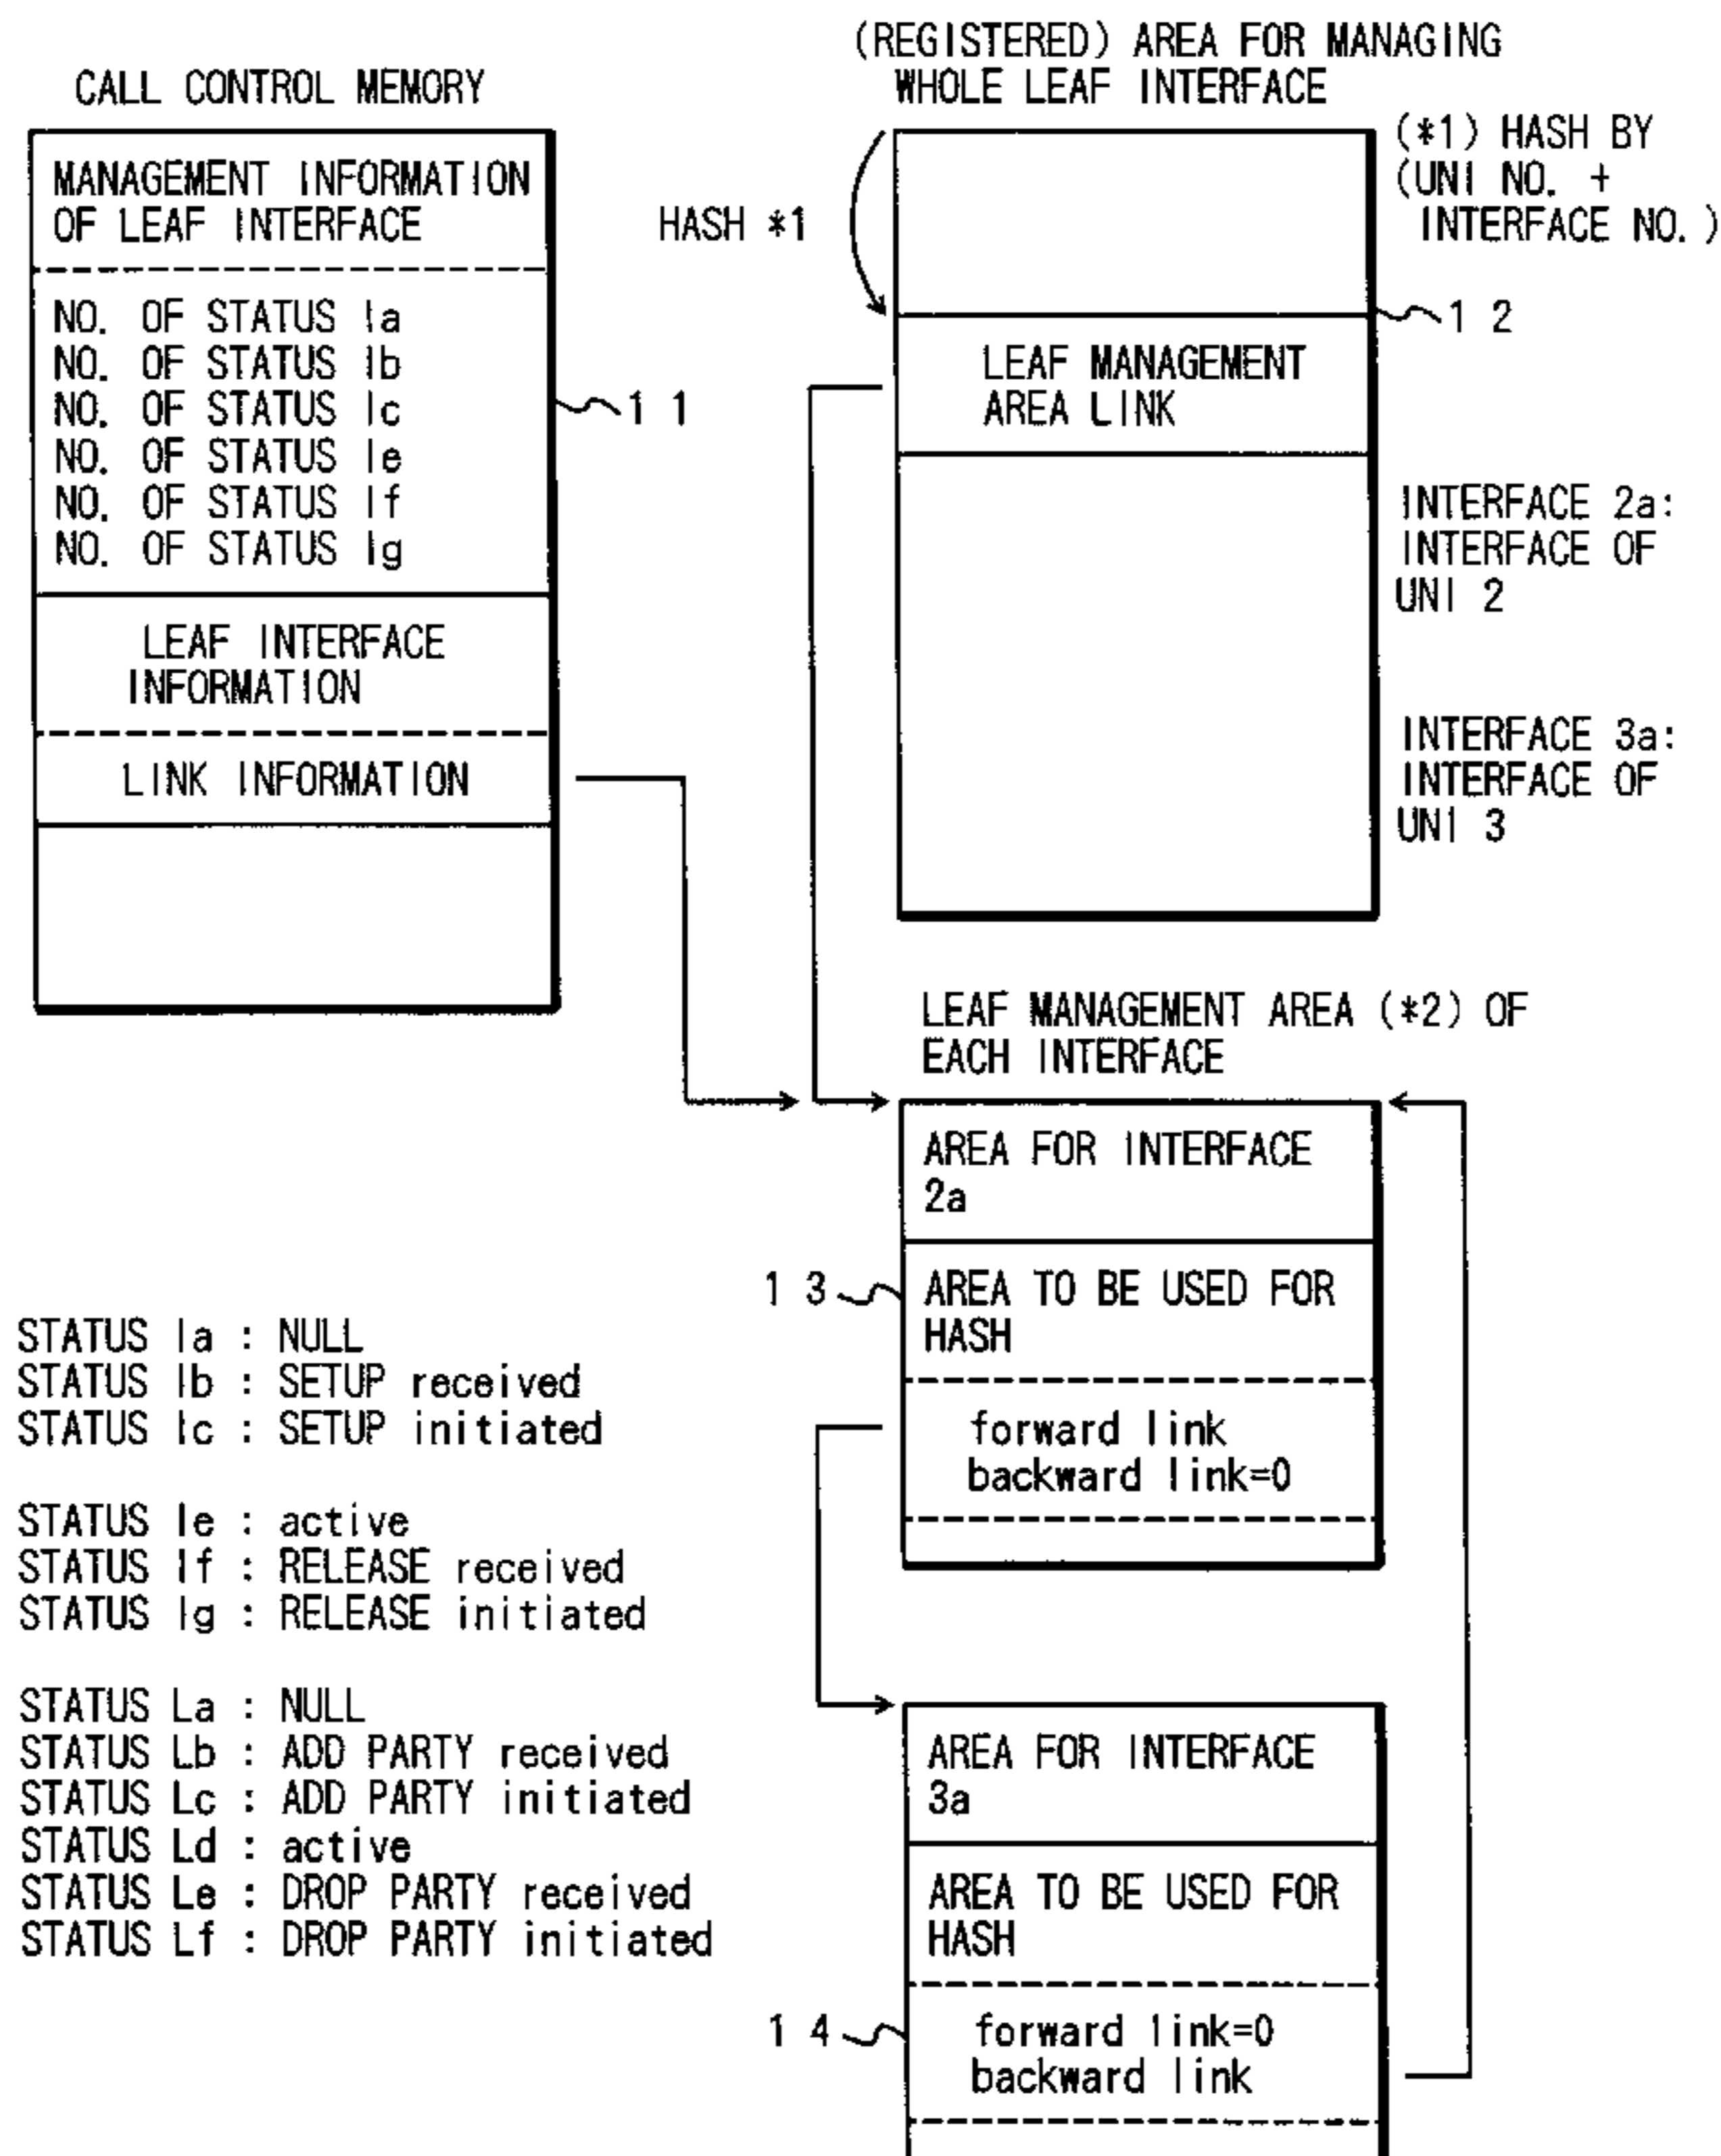 CALL CONTROL MEMORY
MANAGEMENT INFORMATION
OF LEAF INTERFACE
NO. OF STATUS Ia
NO. OF STATUS Ib
NO. OF STATUS Ic
NO. OF STATUS Ie
NO. OF STATUS If
NO. OF STATUS Ig
11
LEAF INTERFACE
INFORMATION
LINK INFORMATION
(REGISTERED) AREA FOR MANAGING
WHOLE LEAF INTERFACE
HASH *1
(*1) HASH BY
(UNI NO. +
INTERFACE NO.)
12
LEAF MANAGEMENT
AREA LINK
INTERFACE 2a:
INTERFACE OF
UNI 2
INTERFACE 3a:
INTERFACE OF
UNI 3
LEAF MANAGEMENT AREA (*2) OF
EACH INTERFACE
AREA FOR INTERFACE
2a
13
AREA TO BE USED FOR
HASH
forward link
backward link=0
STATUS Ia : NULL
STATUS Ib : SETUP received
STATUS Ic : SETUP initiated
STATUS Ie : active
STATUS If : RELEASE received
STATUS Ig : RELEASE initiated
STATUS La : NULL
STATUS Lb : ADD PARTY received
STATUS Lc : ADD PARTY initiated
STATUS Ld : active
STATUS Le : DROP PARTY received
STATUS Lf : DROP PARTY initiated
AREA FOR INTERFACE
3a
AREA TO BE USED FOR
HASH
14
forward link=0
backward link